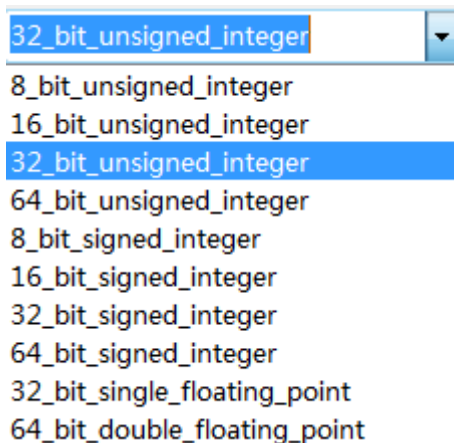 32_bit_unsigned_integer
8_bit_unsigned_integer
16_bit_unsigned_integer
32_bit_unsigned_integer
64_bit_unsigned_integer
8_bit_signed_integer
16_bit_signed_integer
32_bit_signed_integer
64_bit_signed_integer
32_bit_single_floating_point
64_bit_double_floating_point